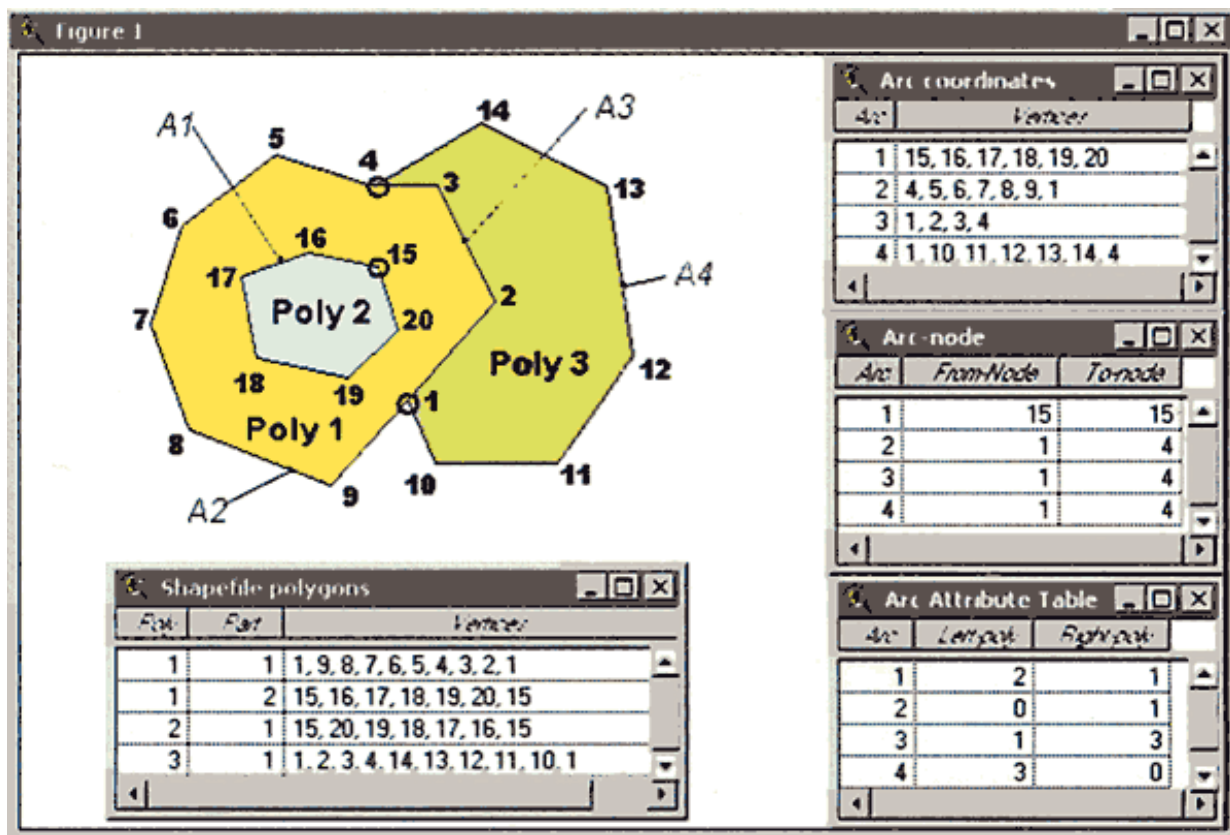 Figure 1
A1
A3
A4
A2
5
14
4
3
13
6
16
15
17
2
7
Poly 2
20
Poly 3
12
18
19
1
Poly 1
8
9
10
11
Arc coordinates
Arc Vertices
1 15, 16, 17, 18, 19, 20
2 4, 5, 6, 7, 8, 9, 1
3 1, 2, 3, 4
4 1, 10, 11, 12, 13, 14, 4
Arc-node
Arc From-Node To-node
1 15 15
2 1 4
3 1 4
4 1 4
Shapefile polygons
Poly Part Vertices
1 1 1, 9, 8, 7, 6, 5, 4, 3, 2, 1
1 2 15, 16, 17, 18, 19, 20, 15
2 1 15, 20, 19, 18, 17, 16, 15
3 1 1, 2, 3, 4, 14, 13, 12, 11, 10, 1
Arc Attribute Table
Arc Left-poly Right-poly
1 2 1
2 0 1
3 1 3
4 3 0